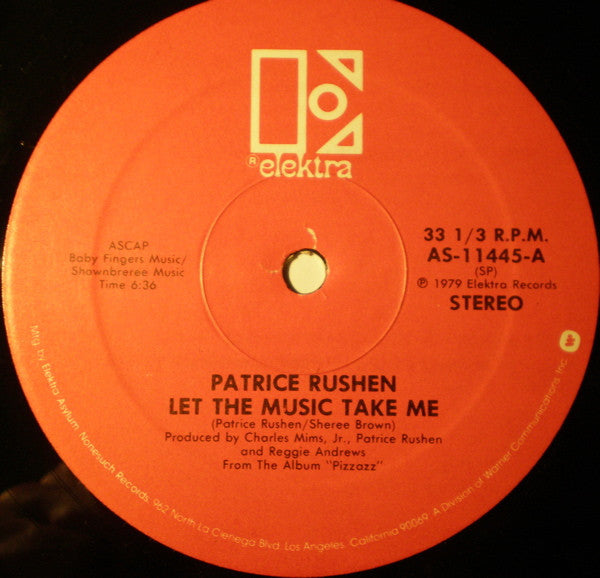 ® elektra
ASCAP
Baby Fingers Music/
Shownbreree Music
Time 6:36
33 1/3 R.P.M.
AS-11445-A
(SP)
℗ 1979 Elektra Records
STEREO
PATRICE RUSHEN
LET THE MUSIC TAKE ME
(Patrice Rushen/Sheree Brown)
Produced by Charles Mims, Jr., Patrice Rushen
and Reggie Andrews
From The Album "Pizzazz"
Mfg. by Elektra/Asylum/Nonesuch Records, 962 North La Cienega Blvd. Los Angeles, California 90069. A Division of Warner Communications, Inc.